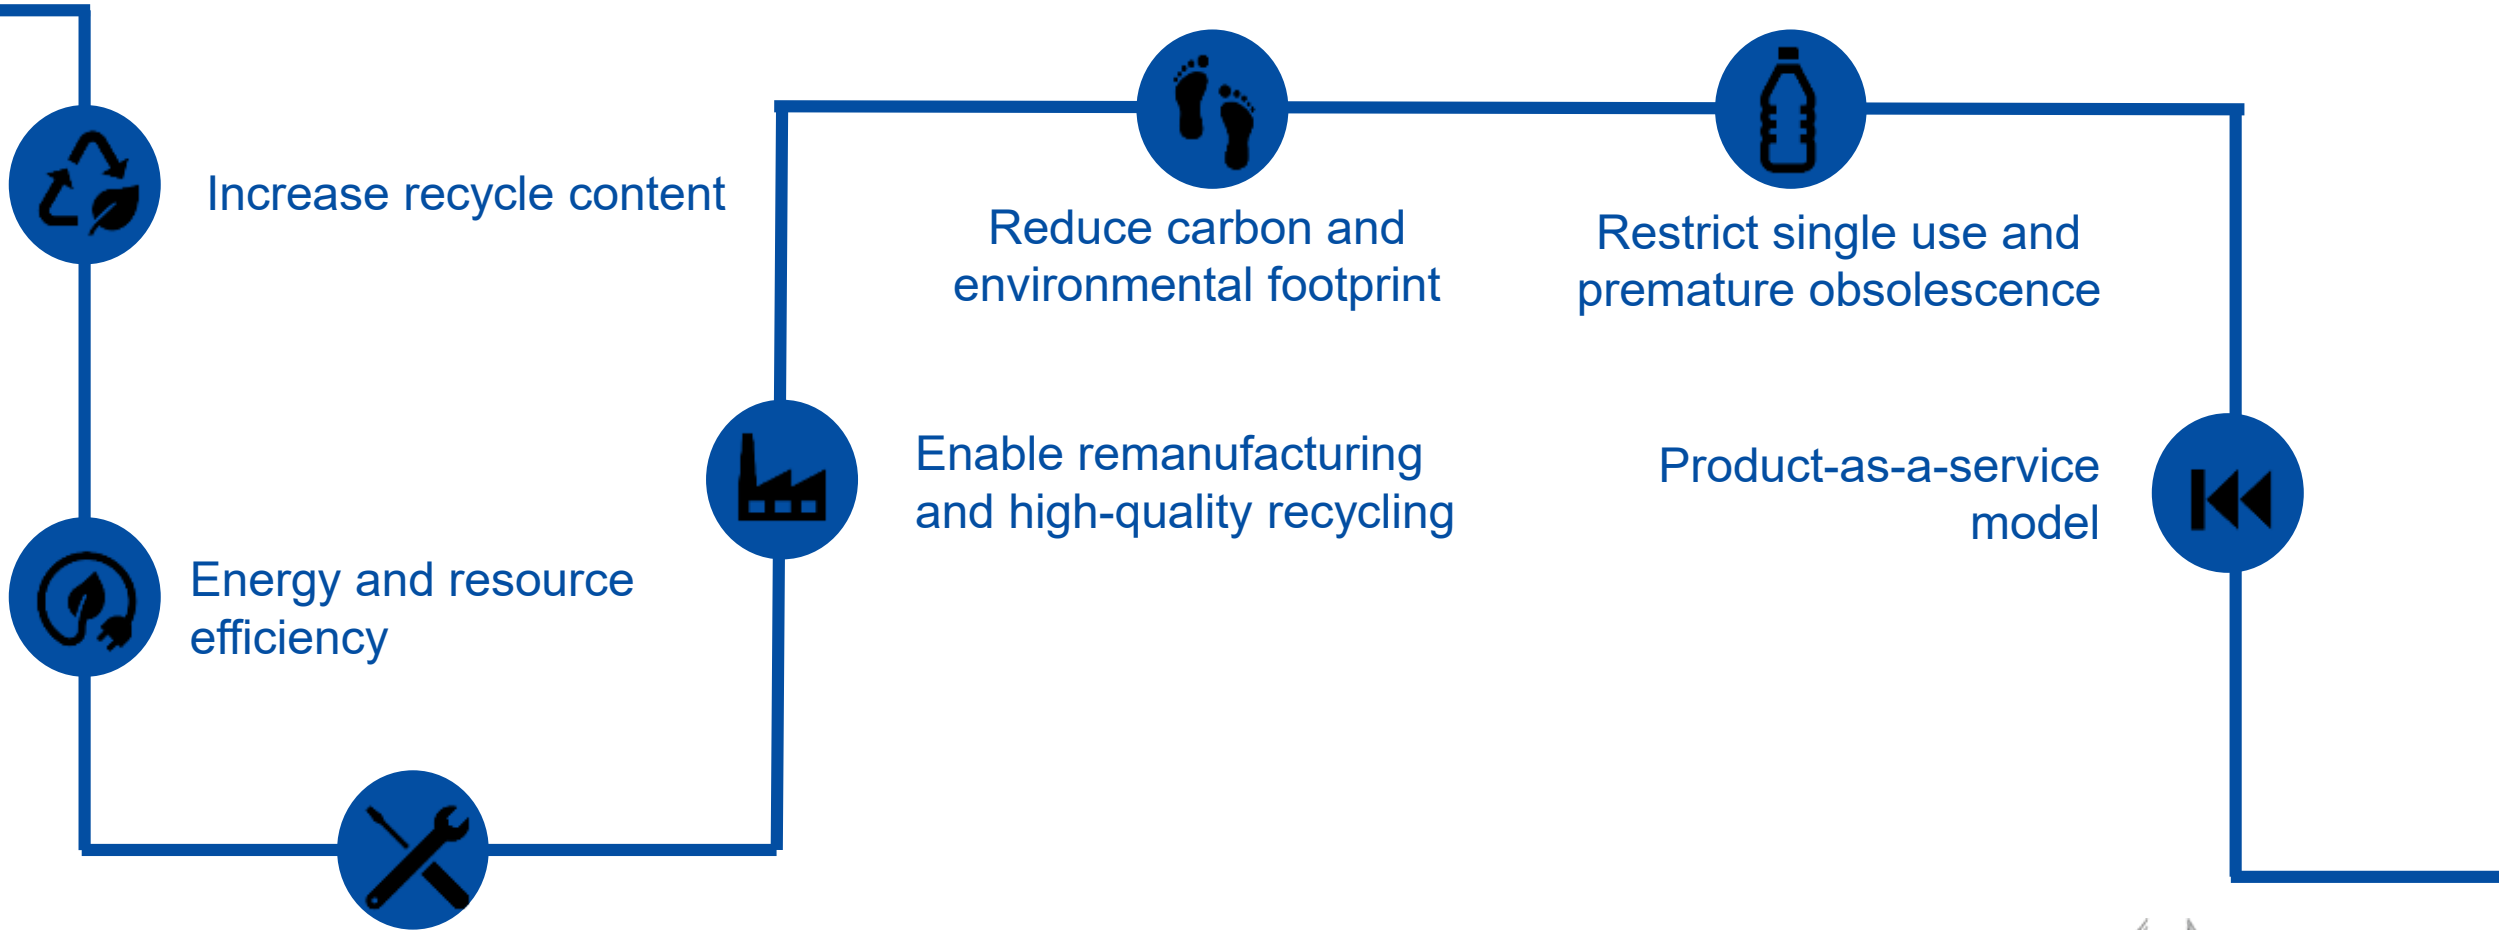 Increase recycle content
Energy and resource
efficiency
Enable remanufacturing
and high-quality recycling
Reduce carbon and
environmental footprint
Restrict single use and
premature obsolescence
Product-as-a-service
model